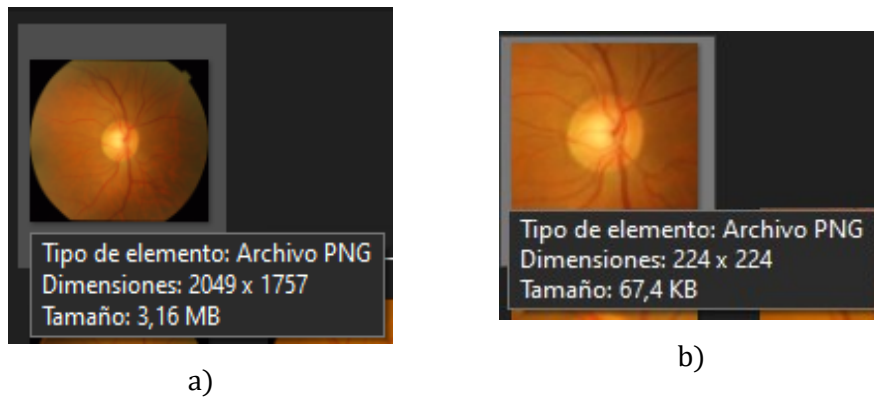 Tipo de elemento: Archivo PNG
Dimensiones: 2049 x 1757
Tamaño: 3,16 MB
a)
Tipo de elemento: Archivo PNG
Dimensiones: 224 x 224
Tamaño: 67,4 KB
b)